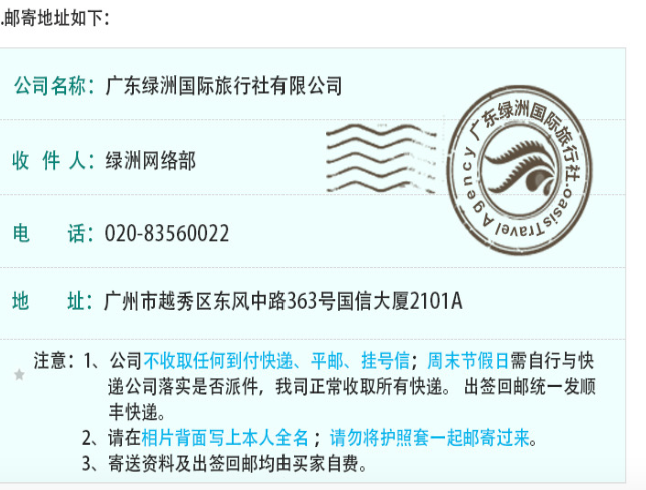 .邮寄地址如下：
公司名称：广东绿洲国际旅行社有限公司
广东绿洲国际旅行社.oasisTravel Agency
收 件 人：绿洲网络部
电 话：020-83560022
地 址：广州市越秀区东风中路363号国信大厦2101A
注意：1、公司不收取任何到付快递、平邮、挂号信；周末节假日需自行与快
递公司落实是否派件，我司正常收取所有快递。 出签回邮统一发顺
丰快递。
2、请在相片背面写上本人全名 ；请勿将护照套一起邮寄过来。
3、寄送资料及出签回邮均由买家自费。